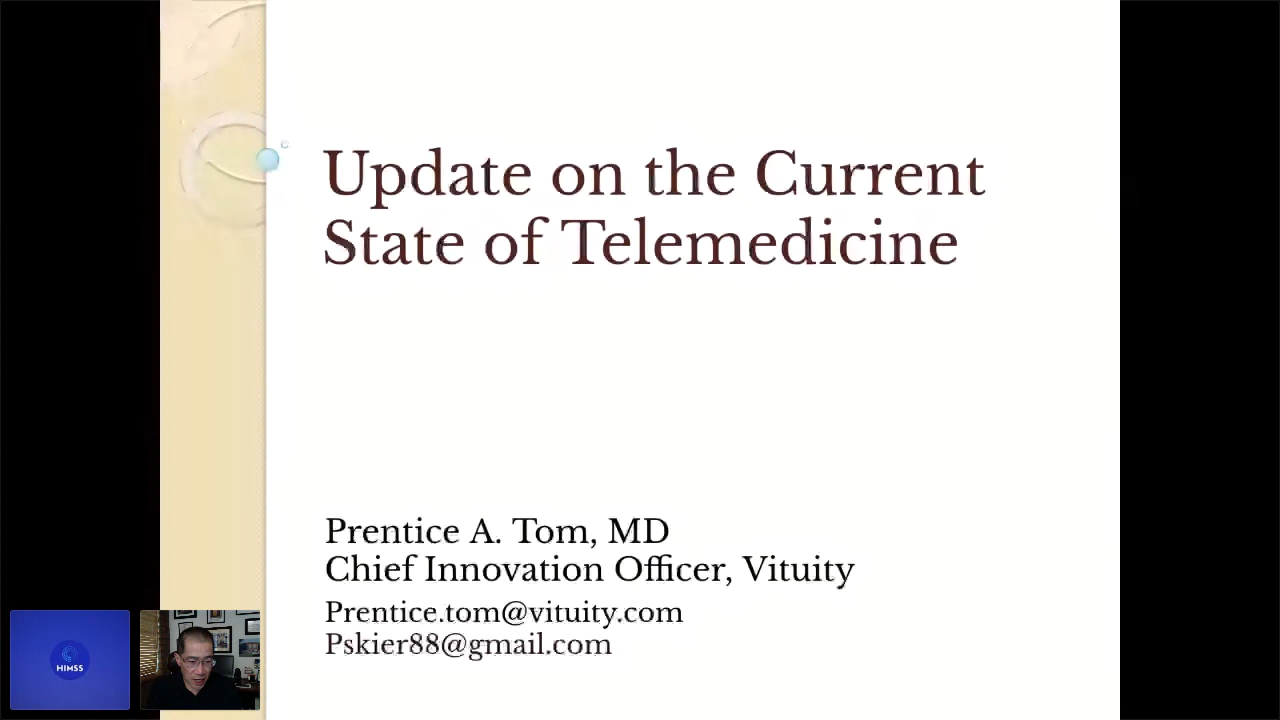 Update on the Current
State of Telemedicine
Prentice A. Tom, MD
Chief Innovation Officer, Vituity
Prentice.tom@vituity.com
Pskier88@gmail.com
HIMSS